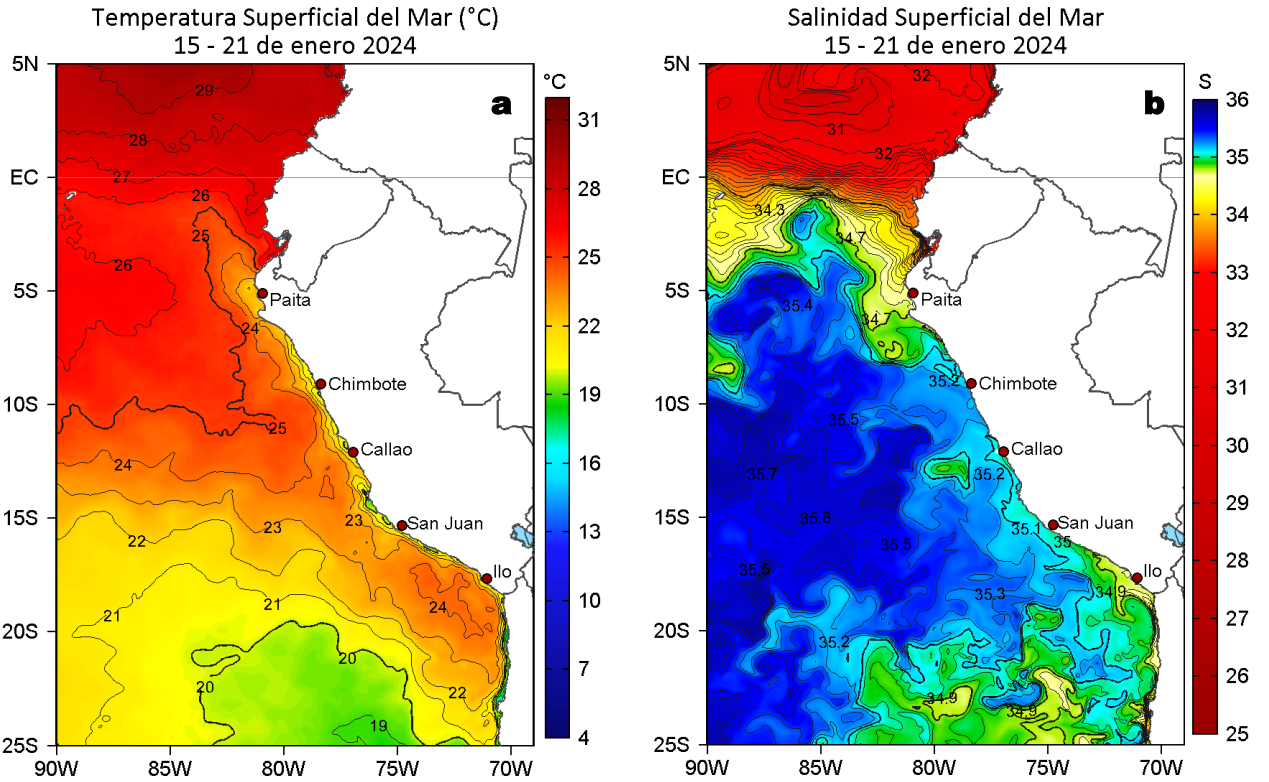 Temperatura Superficial del Mar (°C)
15 - 21 de enero 2024
5N
EC
5S
10S
15S
20S
25S
90W
85W
80W
75W
70W
a
29
28
27
26
25
26
24
25
24
23
23
22
21
21
24
20
20
22
19
Paita
Chimbote
Callao
San Juan
Ilo
°C
31
28
25
22
19
16
13
10
7
4
Salinidad Superficial del Mar
15 - 21 de enero 2024
b
32
31
32
34.3
34.7
35.4
34.7
35.2
35.5
35.7
35.2
35.6
35.1
35
35.5
35.5
35.3
34.9
35.2
34.9
34.9
Paita
Chimbote
Callao
San Juan
Ilo
90W
85W
80W
75W
70W
5N
EC
5S
10S
15S
20S
25S
S
36
35
34
33
32
31
30
29
28
27
26
25